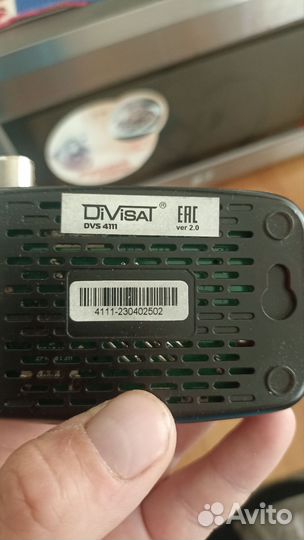 DiViSAT®
DVS 4111
EAC
ver 2.0
4111-230402502
Avito